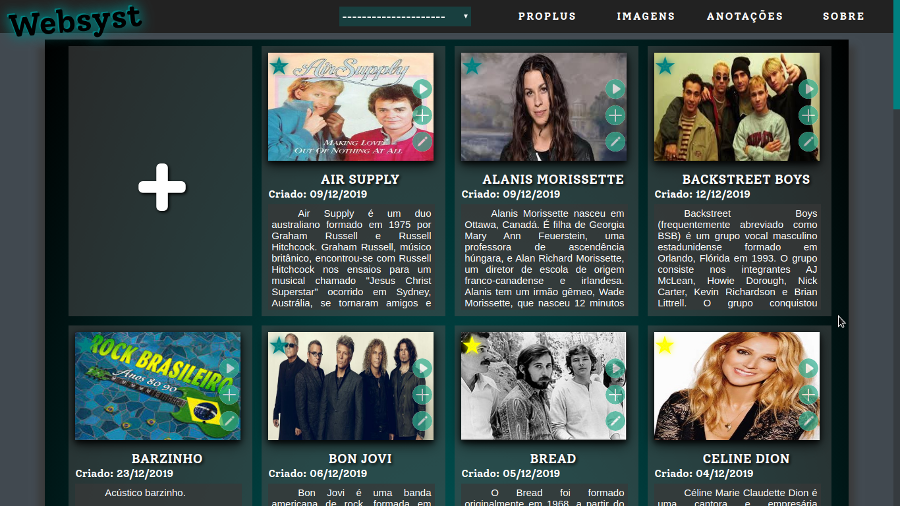 Websyst
--------------------
PROPLUS
IMAGENS
ANOTAÇÕES
SOBRE
Air Supply
MAKING LOVE...
OUT OF NOTHING AT ALL
AIR SUPPLY
Criado: 09/12/2019
Air Supply é um duo
australiano formado em 1975 por
Graham Russell e Russell
Hitchcock. Graham Russell, músico
britânico, encontrou-se com Russell
Hitchcock nos ensaios para um
musical chamado "Jesus Christ
Superstar" ocorrido em Sydney,
Austrália, se tornaram amigos e
ALANIS MORISSETTE
Criado: 09/12/2019
Alanis Morissette nasceu em
Ottawa, Canadá. É filha de Georgia
Mary Ann Feuerstein, uma
professora de ascendência
húngara, e Alan Richard Morissette,
um diretor de escola de origem
franco-canadense e irlandesa.
Alanis tem um irmão gêmeo, Wade
Morissette, que nasceu 12 minutos
BACKSTREET BOYS
Criado: 12/12/2019
Backstreet Boys
(frequentemente abreviado como
BSB) é um grupo vocal masculino
estadunidense formado em
Orlando, Flórida em 1993. O grupo
consiste nos integrantes AJ
McLean, Howie Dorough, Nick
Carter, Kevin Richardson e Brian
Littrell. O grupo conquistou
ROCK BRASILEIRO
Anos 80 90
BARZINHO
Criado: 23/12/2019
Acústico barzinho.
BON JOVI
Criado: 06/12/2019
Bon Jovi é uma banda
americana de rock, formada em
BREAD
Criado: 05/12/2019
O Bread foi formado
originalmente em 1968, a partir do
CELINE DION
Criado: 04/12/2019
Céline Marie Claudette Dion é
uma cantora e empresária